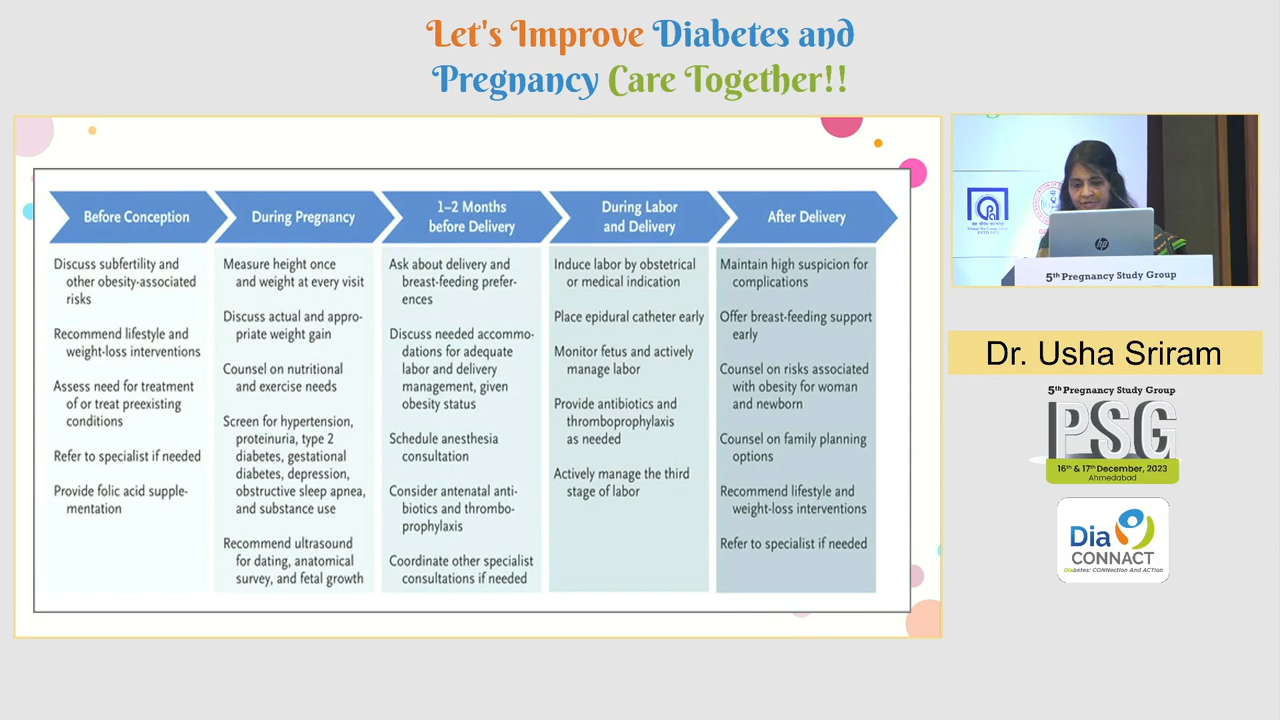 Let's Improve Diabetes and
Pregnancy Care Together!!
Before Conception
Discuss subfertility and
other obesity-associated
risks
Recommend lifestyle and
weight-loss interventions
Assess need for treatment
of or treat preexisting
conditions
Refer to specialist if needed
Provide folic acid supple-
mentation
During Pregnancy
Measure height once
and weight at every visit
Discuss actual and appro-
priate weight gain
Counsel on nutritional
and exercise needs
Screen for hypertension,
proteinuria, type 2
diabetes, gestational
diabetes, depression,
obstructive sleep apnea,
and substance use
Recommend ultrasound
for dating, anatomical
survey, and fetal growth
1–2 Months
before Delivery
Ask about delivery and
breast-feeding prefer-
ences
Discuss needed accommo-
dations for adequate
labor and delivery
management, given
obesity status
Schedule anesthesia
consultation
Consider antenatal anti-
biotics and thrombo-
prophylaxis
Coordinate other specialist
consultations if needed
During Labor
and Delivery
Induce labor by obstetrical
or medical indication
Place epidural catheter early
Monitor fetus and actively
manage labor
Provide antibiotics and
thromboprophylaxis
as needed
Actively manage the third
stage of labor
After Delivery
Maintain high suspicion for
complications
Offer breast-feeding support
early
Counsel on risks associated
with obesity for woman
and newborn
Counsel on family planning
options
Recommend lifestyle and
weight-loss interventions
Refer to specialist if needed
hp
5th Pregnancy Study Group
Dr. Usha Sriram
5th Pregnancy Study Group
PSG
16th & 17th December, 2023
Ahmedabad
Dia
CONNACT
Diabetes: CONNection And ACTion